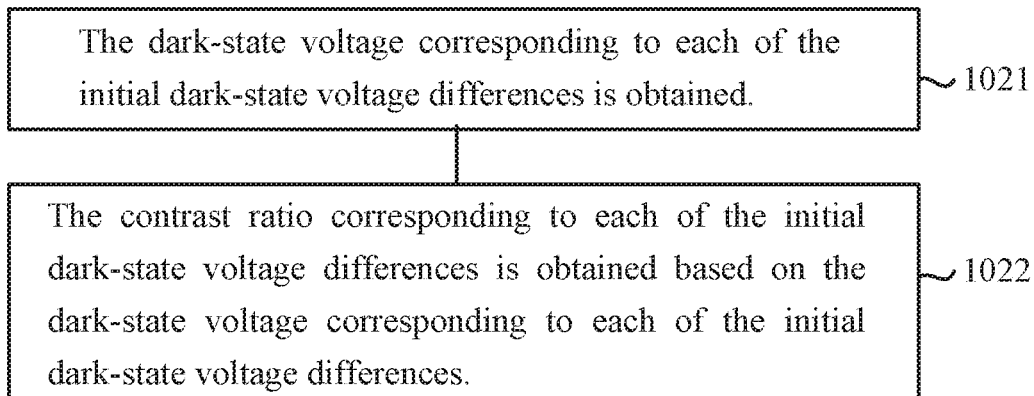 The dark-state voltage corresponding to each of the
initial dark-state voltage differences is obtained.
1021
The contrast ratio corresponding to each of the initial
dark-state voltage differences is obtained based on the
dark-state voltage corresponding to each of the initial
dark-state voltage differences.
1022